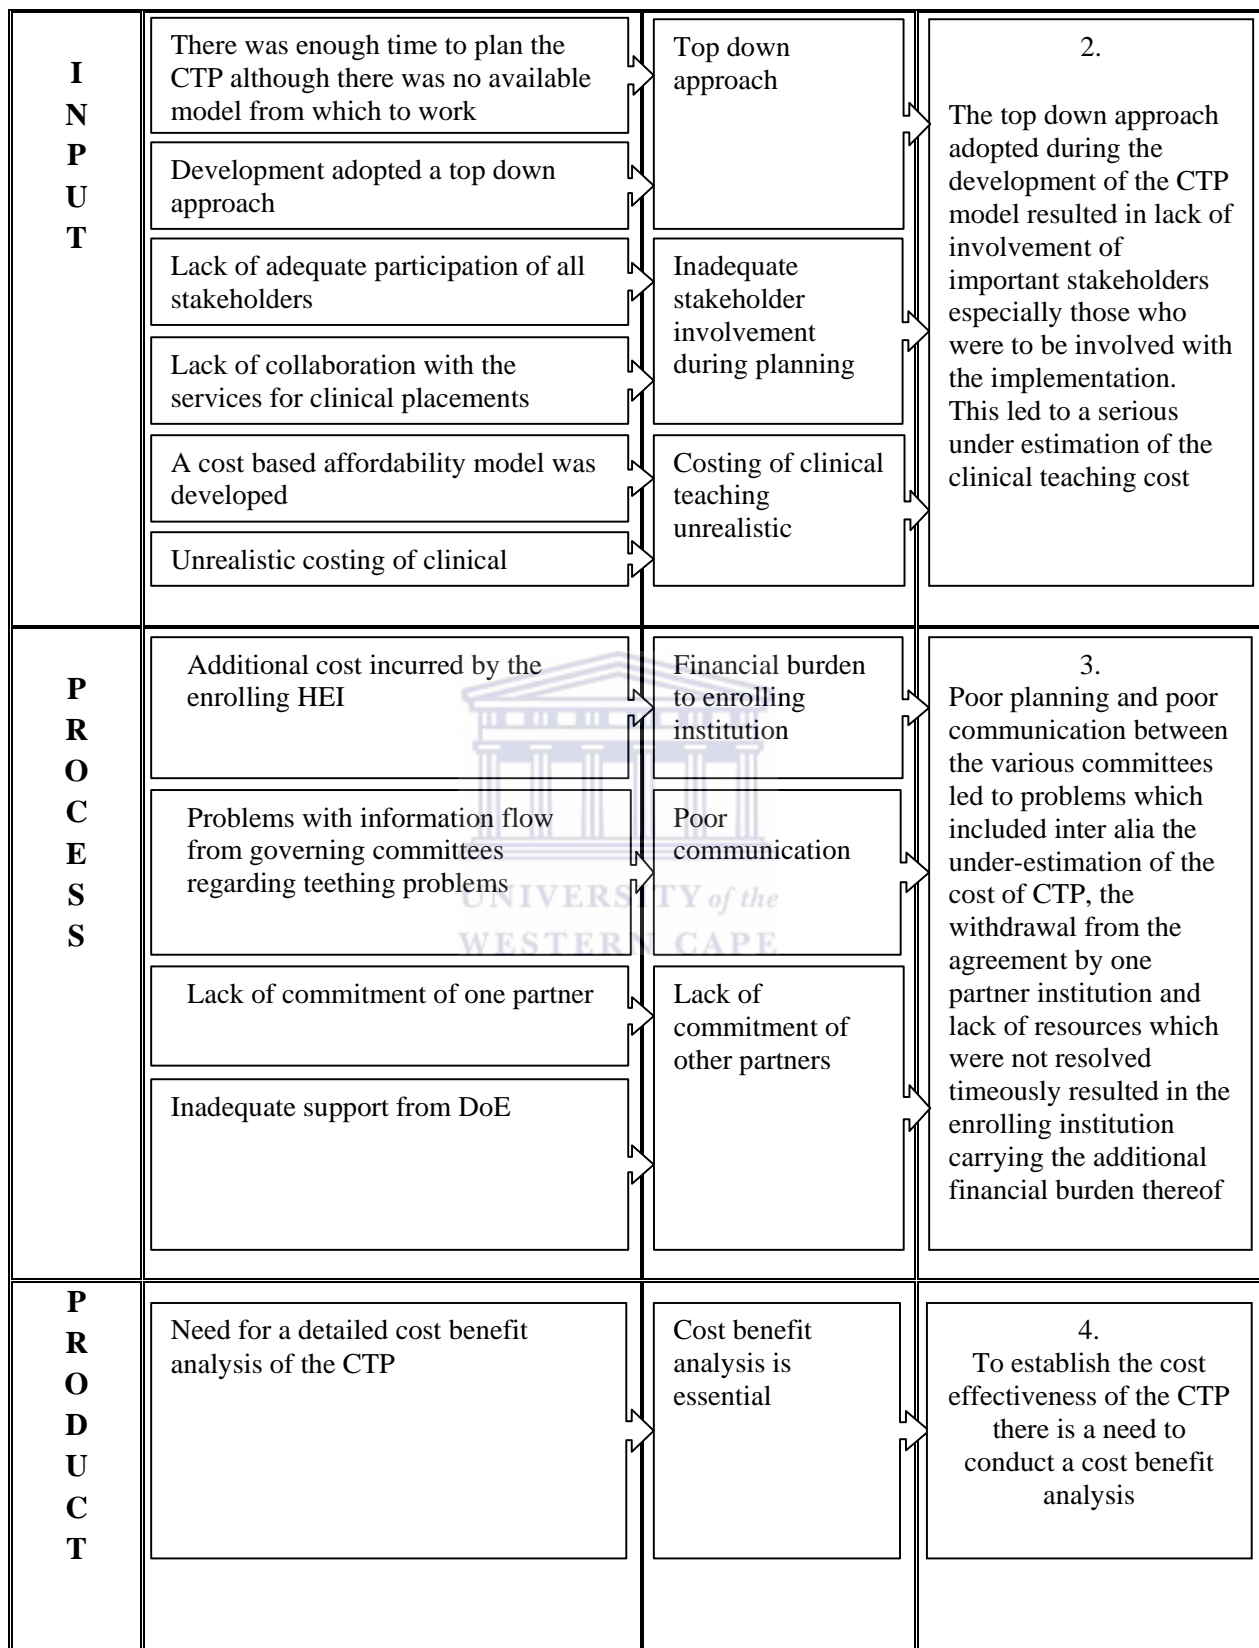 I
N
P
U
T
There was enough time to plan the
CTP although there was no available
model from which to work
Development adopted a top down
approach
Lack of adequate participation of all
stakeholders
Lack of collaboration with the
services for clinical placements
A cost based affordability model was
developed
Unrealistic costing of clinical
Top down
approach
Inadequate
stakeholder
involvement
during planning
Costing of clinical
teaching
unrealistic
2.
The top down approach
adopted during the
development of the CTP
model resulted in lack of
involvement of
important stakeholders
especially those who
were to be involved with
the implementation.
This led to a serious
under estimation of the
clinical teaching cost
P
R
O
C
E
S
S
Additional cost incurred by the
enrolling HEI
Problems with information flow
from governing committees
regarding teething problems
Lack of commitment of one partner
Inadequate support from DoE
Financial burden
to enrolling
institution
Poor
communication
Lack of
commitment of
other partners
3.
Poor planning and poor
communication between
the various committees
led to problems which
included inter alia the
under-estimation of the
cost of CTP, the
withdrawal from the
agreement by one
partner institution and
lack of resources which
were not resolved
timeously resulted in the
enrolling institution
carrying the additional
financial burden thereof
UNIVERSITY of the
WESTERN CAPE
P
R
O
D
U
C
T
Need for a detailed cost benefit
analysis of the CTP
Cost benefit
analysis is
essential
4.
To establish the cost
effectiveness of the CTP
there is a need to
conduct a cost benefit
analysis